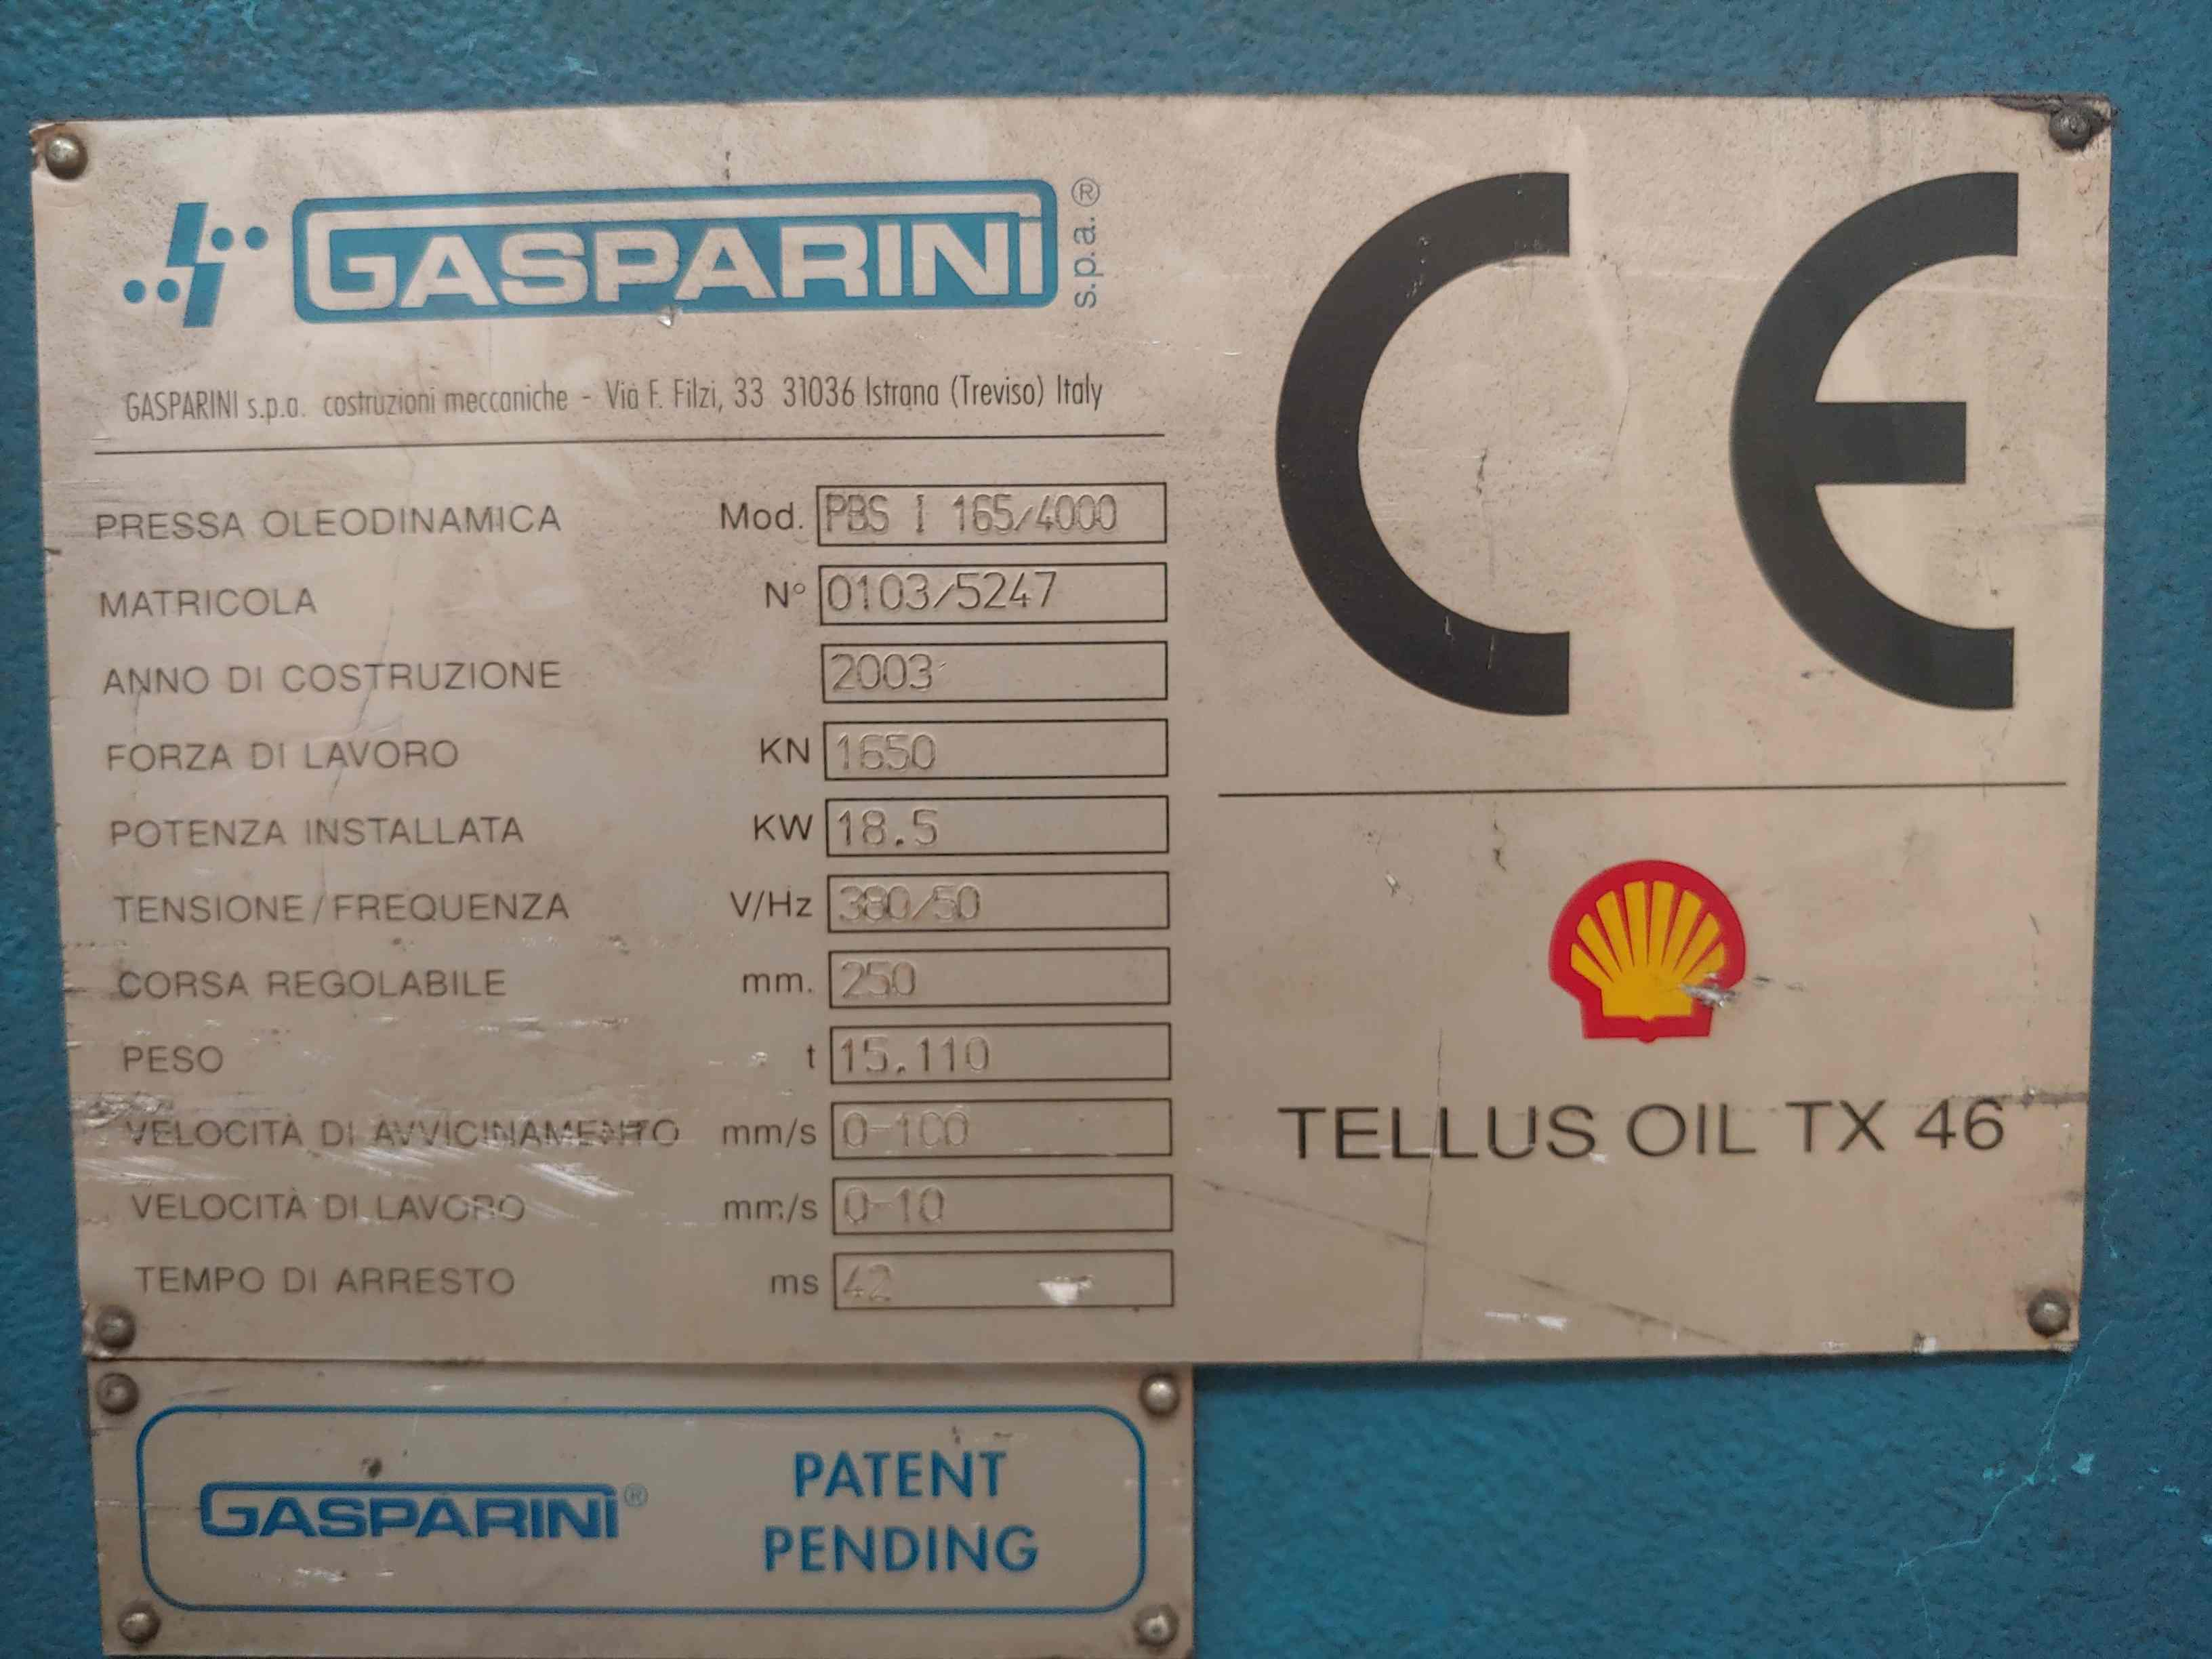 GASPARINI s.p.a.®
GASPARINI s.p.a. costruzioni meccaniche - Via F. Filzi, 33 31036 Istrana (Treviso) Italy
PRESSA OLEODINAMICA Mod. PBS I 165/4000
MATRICOLA N° 0103/5247
ANNO DI COSTRUZIONE 2003
FORZA DI LAVORO KN 1650
POTENZA INSTALLATA KW 18.5
TENSIONE/FREQUENZA V/Hz 380/50
CORSA REGOLABILE mm. 250
PESO t 15.110
VELOCITÀ DI AVVICINAMENTO mm/s 0-100
VELOCITÀ DI LAVORO mm/s 0-10
TEMPO DI ARRESTO ms 42
CE
TELLUS OIL TX 46
GASPARINI®
PATENT
PENDING